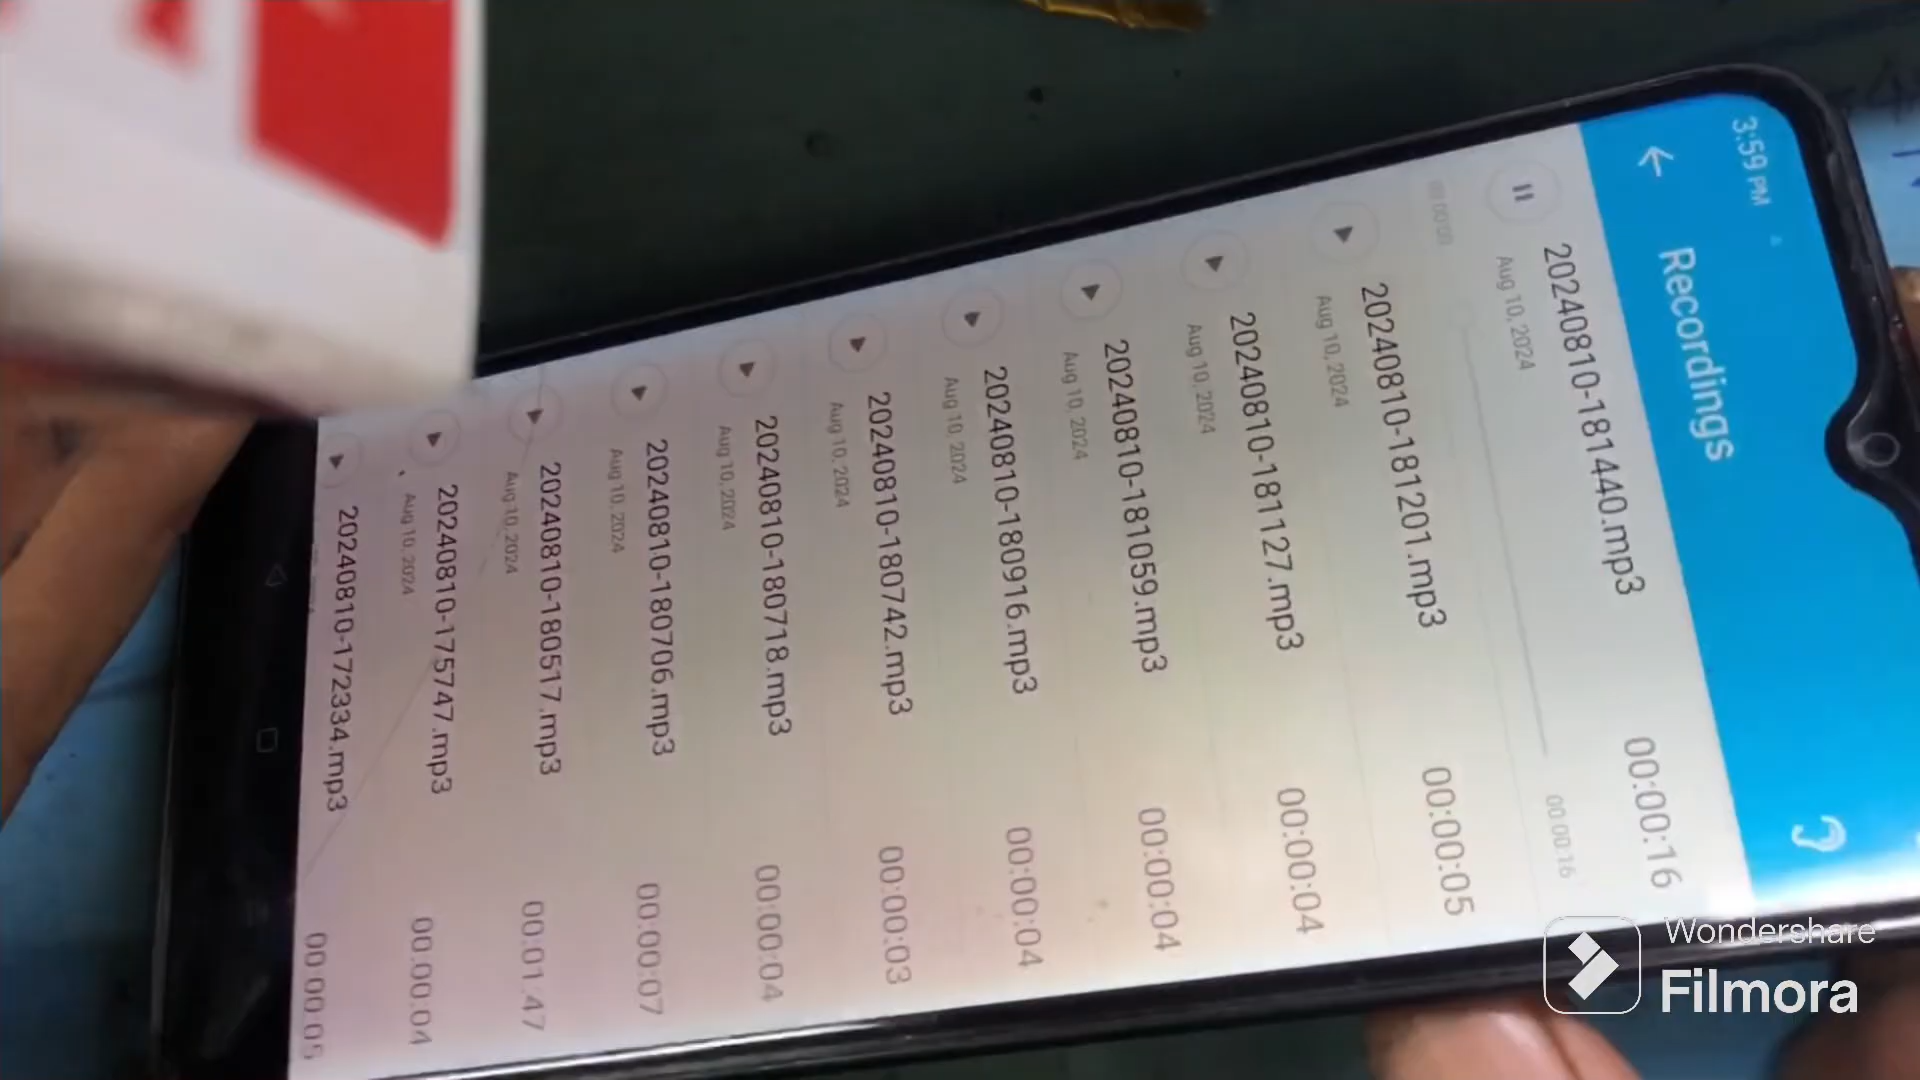 3:59 PM
Recordings
20240810-181440.mp3 00:00:16
Aug 10, 2024
00:00:16
20240810-181201.mp3 00:00:05
Aug 10, 2024
20240810-181127.mp3 00:00:04
Aug 10, 2024
20240810-181059.mp3 00:00:04
Aug 10, 2024
20240810-180916.mp3 00:00:04
Aug 10, 2024
20240810-180742.mp3 00:00:03
Aug 10, 2024
20240810-180718.mp3 00:00:04
Aug 10, 2024
20240810-180706.mp3 00:00:07
Aug 10, 2024
20240810-180517.mp3 00:01:47
Aug 10, 2024
20240810-175747.mp3 00:00:04
Aug 10, 2024
20240810-172334.mp3 00:00:05
Wondershare
Filmora